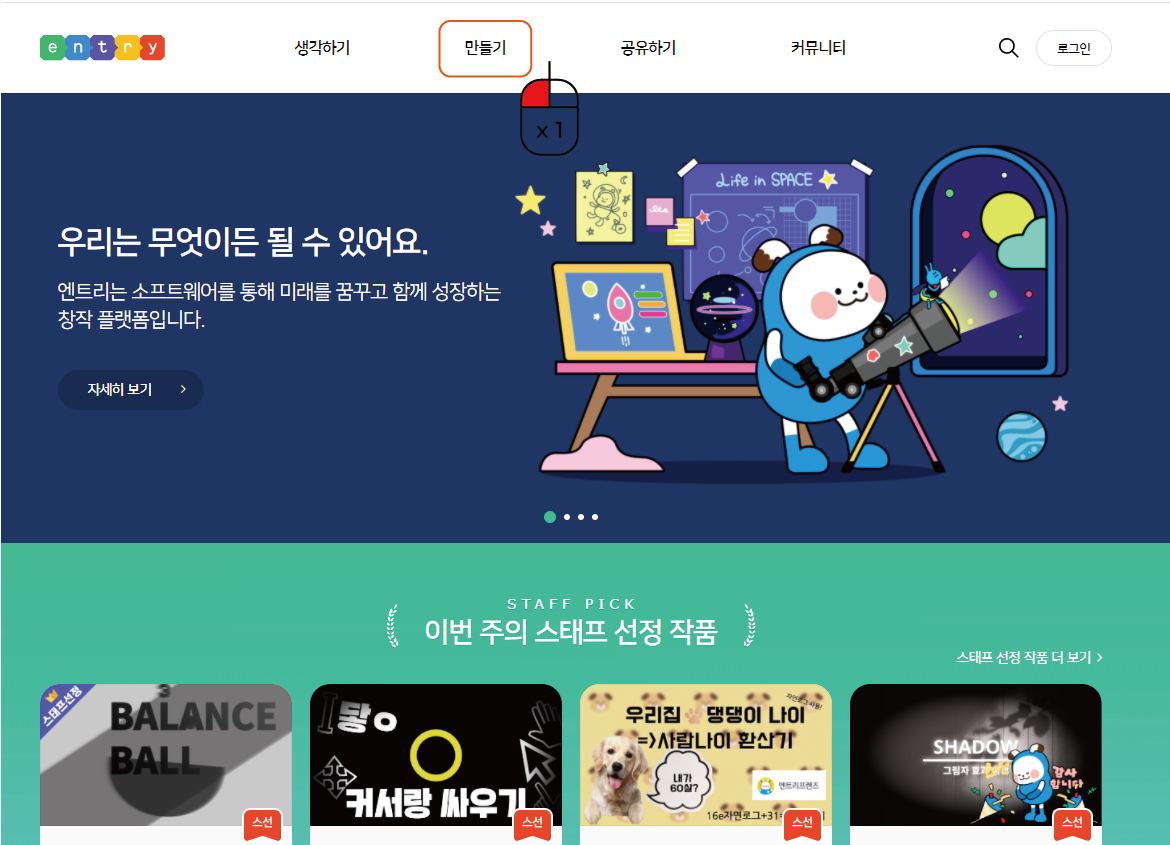 entry
생각하기
만들기
공유하기
커뮤니티
로그인
x 1
Life in SPACE
우리는 무엇이든 될 수 있어요.
엔트리는 소프트웨어를 통해 미래를 꿈꾸고 함께 성장하는
창작 플랫폼입니다.
자세히 보기
STAFF PICK
이번 주의 스태프 선정 작품
스태프 선정 작품 더 보기
스태프선정
BALANCE
BALL
스선
커서랑 싸우기
스선
자연로그 사용!
우리집 댕댕이 나이
=>사람나이 환산기
내가
60살?
엔트리프렌즈
16e자연로그+31
스선
SHADOW
그림자 효과
감사
합니다
스선